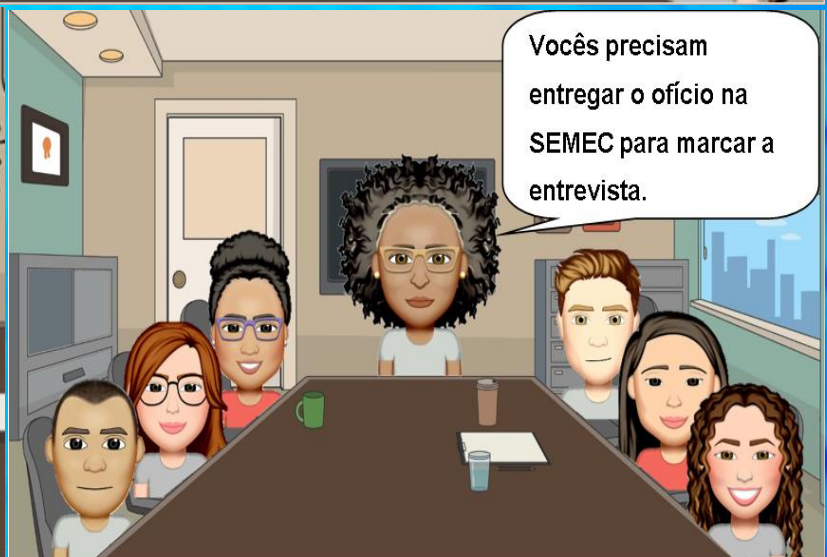 Vocês precisam
entregar o ofício na
SEMEC para marcar a
entrevista.